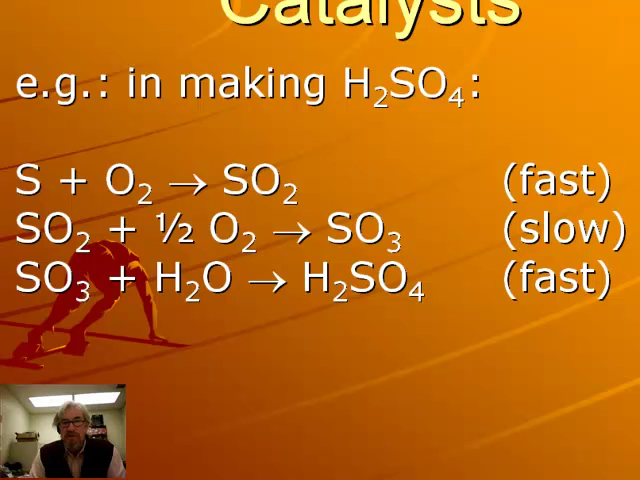 Catalysts
e.g.: in making H₂SO₄:
S + O₂ → SO₂ (fast)
SO₂ + ½ O₂ → SO₃ (slow)
SO₃ + H₂O → H₂SO₄ (fast)